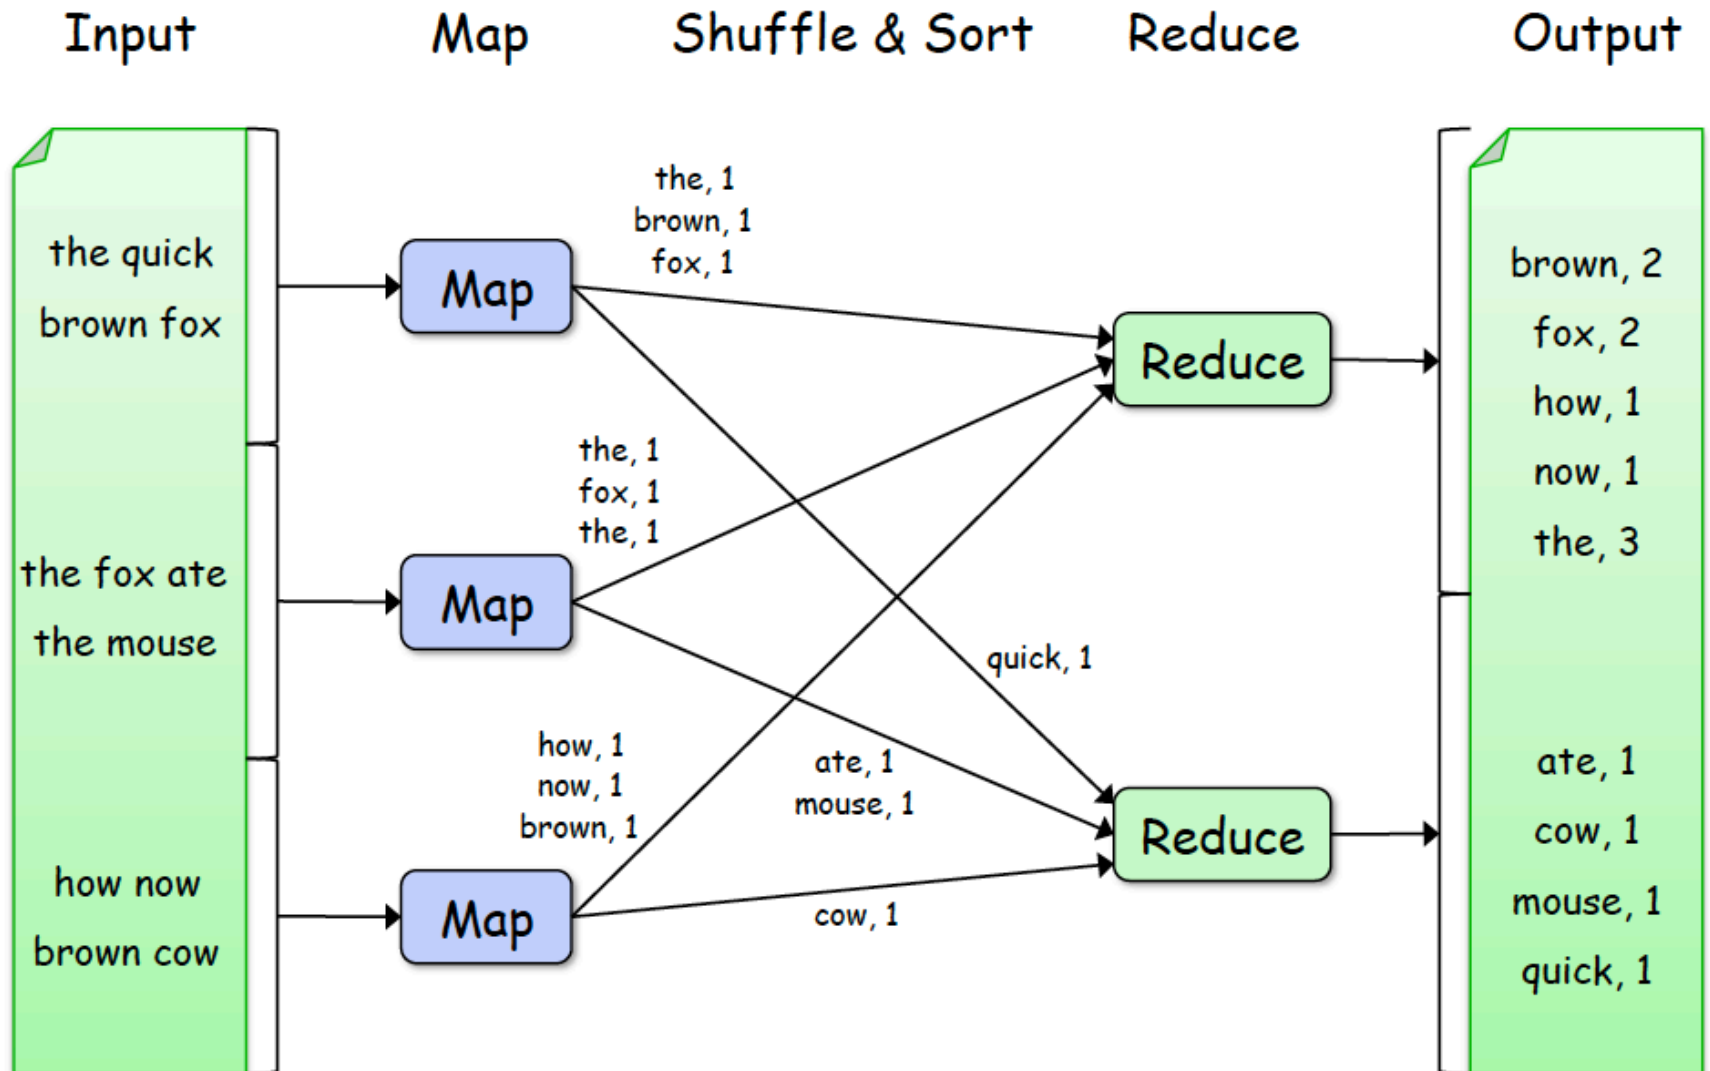 Input
Map
Shuffle & Sort
Reduce
Output
the quick
brown fox
the fox ate
the mouse
how now
brown cow
Map
Map
Map
the, 1
brown, 1
fox, 1
the, 1
fox, 1
the, 1
how, 1
now, 1
brown, 1
quick, 1
ate, 1
mouse, 1
cow, 1
Reduce
Reduce
brown, 2
fox, 2
how, 1
now, 1
the, 3
ate, 1
cow, 1
mouse, 1
quick, 1